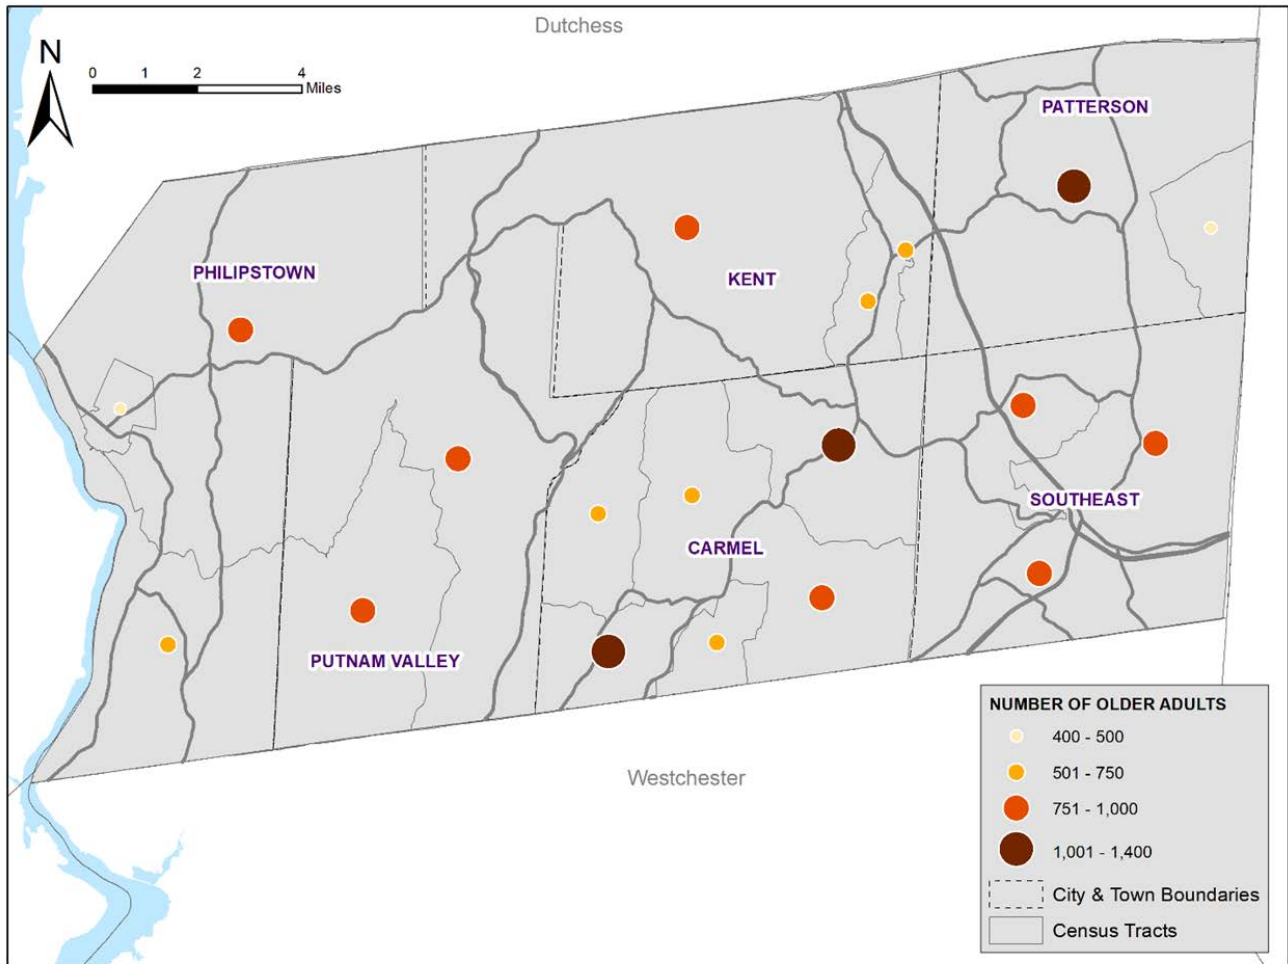 Dutchess
N
0 1 2 4
Miles
PATTERSON
PHILIPSTOWN
KENT
SOUTHEAST
CARMEL
PUTNAM VALLEY
Westchester
NUMBER OF OLDER ADULTS
400 - 500
501 - 750
751 - 1,000
1,001 - 1,400
City & Town Boundaries
Census Tracts